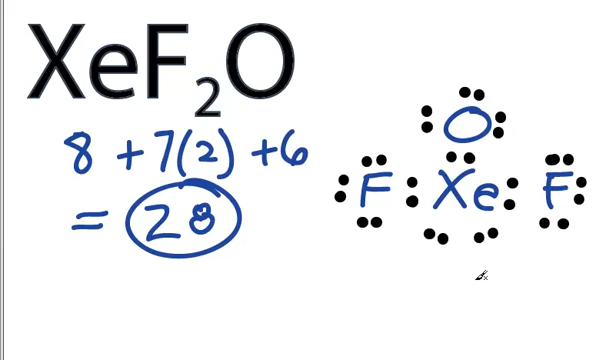 XeF2O
8 + 7(2) + 6
= 28
O
F Xe F